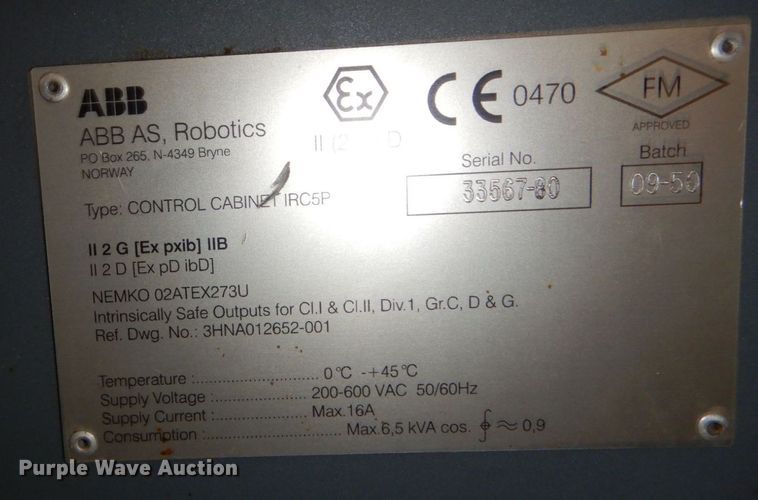 ABB
ABB AS, Robotics
PO Box 265, N-4349 Bryne
NORWAY
Ex
II (2 D
CE 0470
FM
APPROVED
Serial No.
33567-80
Batch
09-50
Type: CONTROL CABINET IRC5P
II 2 G [Ex pxib] IIB
II 2 D [Ex pD ibD]
NEMKO 02ATEX273U
Intrinsically Safe Outputs for Cl.I & Cl.II, Div.1, Gr.C, D & G.
Ref. Dwg. No.: 3HNA012652-001
Temperature :.......................... 0°C -+45°C
Supply Voltage :...................... 200-600 VAC 50/60Hz
Supply Current :...................... Max.16A
Consumption :.......................... Max.6,5 kVA cos. ∮ ≈ 0,9
Purple Wave Auction